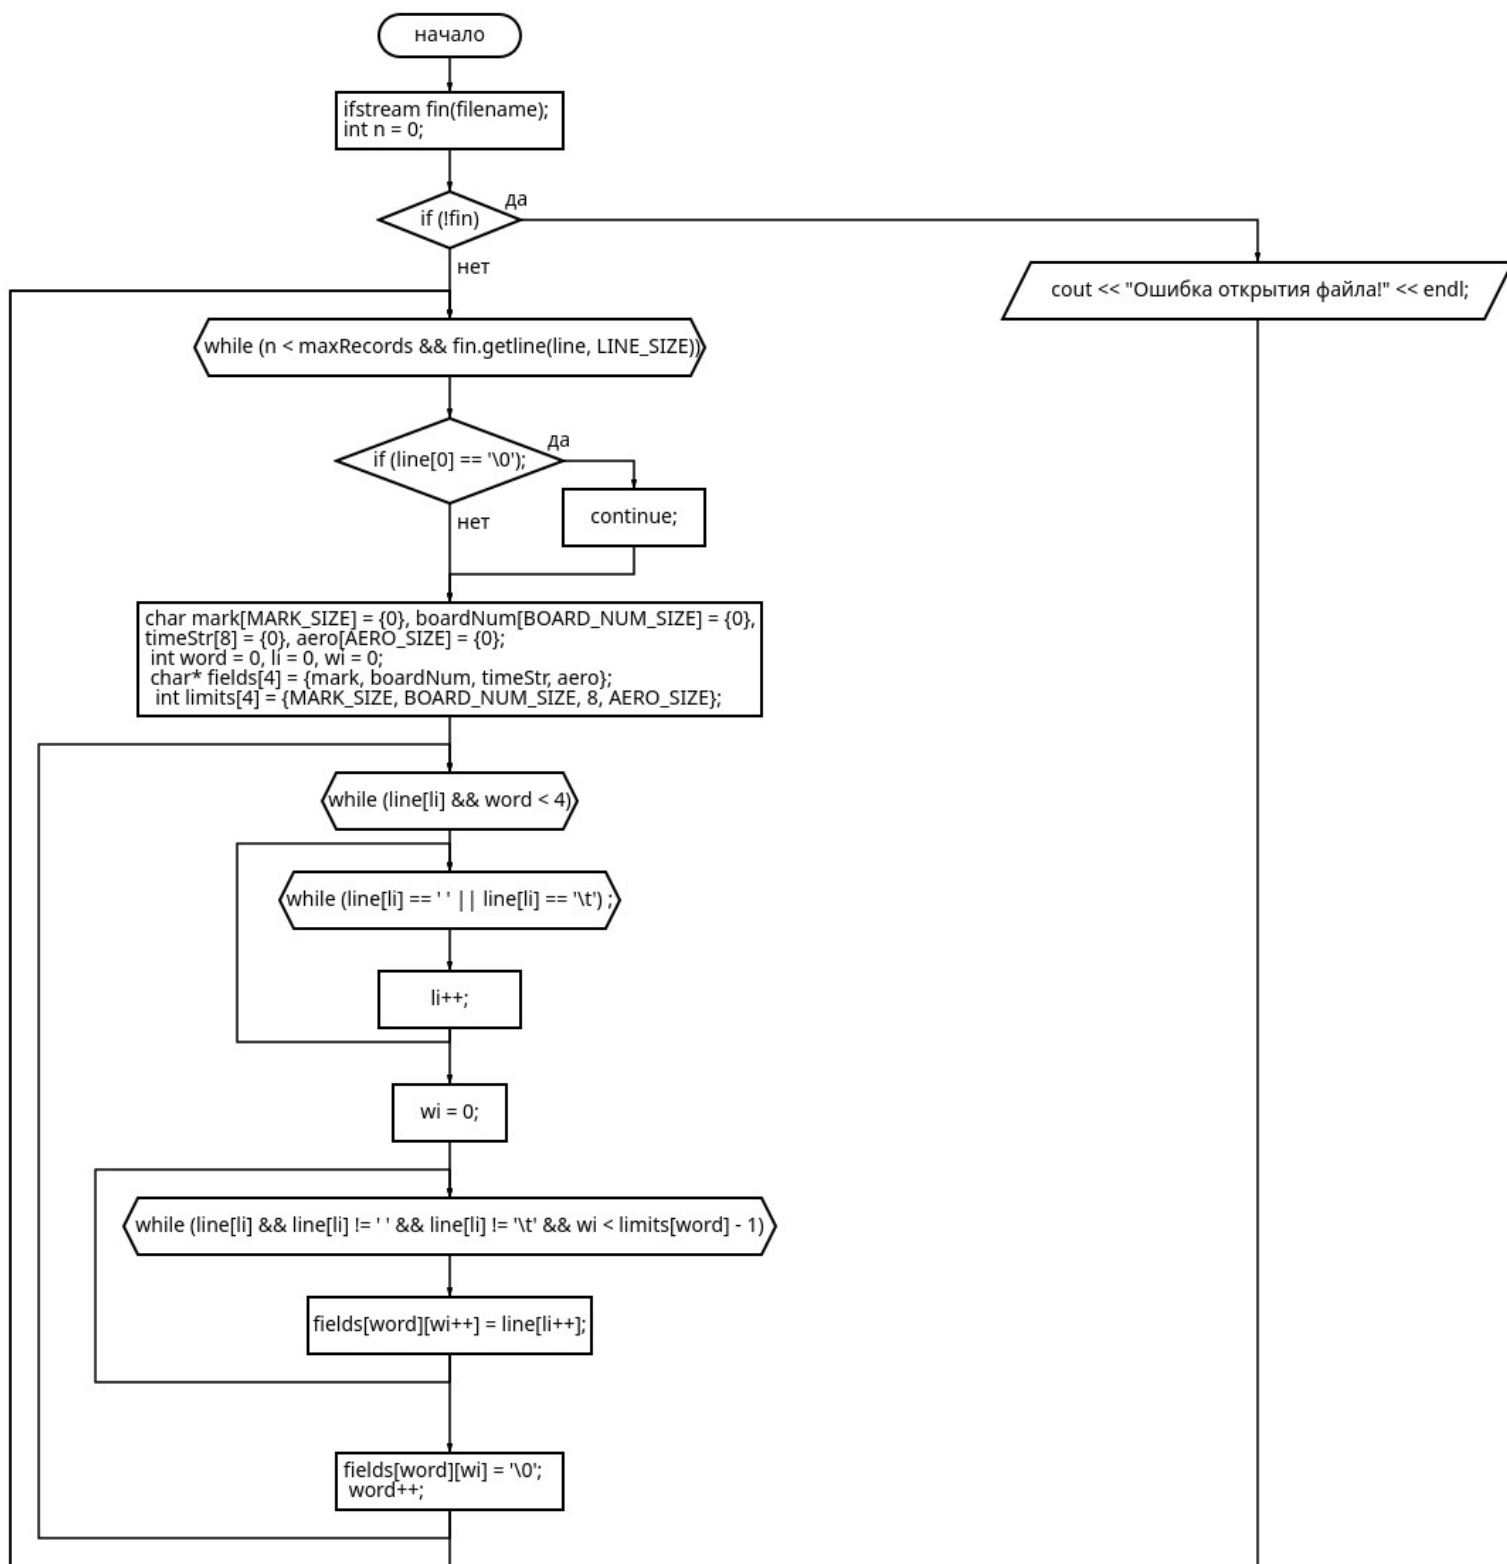 начало
ifstream fin(filename);
int n = 0;
да
if (!fin)
нет
cout << "Ошибка открытия файла!" << endl;
while (n < maxRecords && fin.getline(line, LINE_SIZE))
да
if (line[0] == '\0');
continue;
нет
char mark[MARK_SIZE] = {0}, boardNum[BOARD_NUM_SIZE] = {0},
timeStr[8] = {0}, aero[AERO_SIZE] = {0};
int word = 0, li = 0, wi = 0;
char* fields[4] = {mark, boardNum, timeStr, aero};
int limits[4] = {MARK_SIZE, BOARD_NUM_SIZE, 8, AERO_SIZE};
while (line[li] && word < 4)
while (line[li] == ' ' || line[li] == '\t') ;
li++;
wi = 0;
while (line[li] && line[li] != ' ' && line[li] != '\t' && wi < limits[word] - 1)
fields[word][wi++] = line[li++];
fields[word][wi] = '\0';
word++;